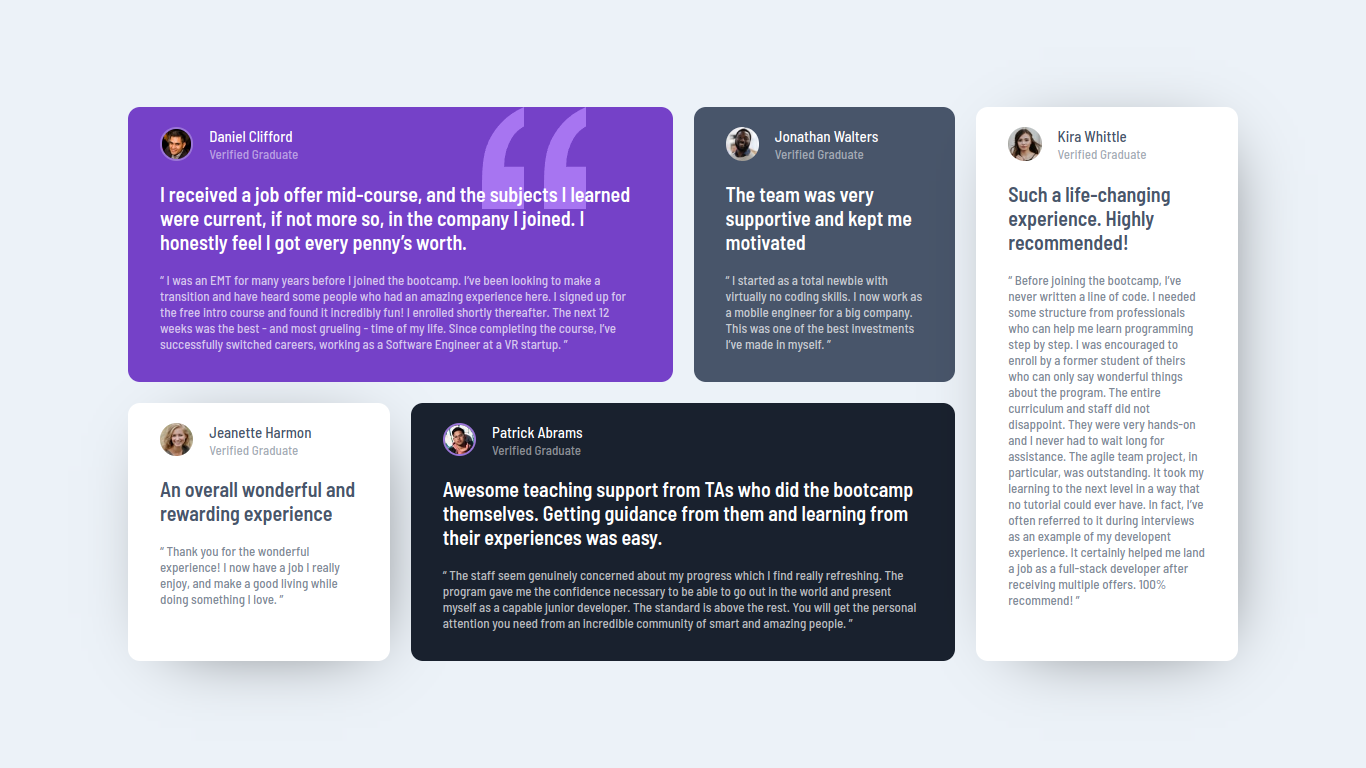 Daniel Clifford
Verified Graduate
I received a job offer mid-course, and the subjects I learned
were current, if not more so, in the company I joined. I
honestly feel I got every penny’s worth.
“ I was an EMT for many years before I joined the bootcamp. I’ve been looking to make a
transition and have heard some people who had an amazing experience here. I signed up for
the free intro course and found it incredibly fun! I enrolled shortly thereafter. The next 12
weeks was the best - and most grueling - time of my life. Since completing the course, I’ve
successfully switched careers, working as a Software Engineer at a VR startup. ”
Jonathan Walters
Verified Graduate
The team was very
supportive and kept me
motivated
“ I started as a total newbie with
virtually no coding skills. I now work as
a mobile engineer for a big company.
This was one of the best investments
I’ve made in myself. ”
Kira Whittle
Verified Graduate
Such a life-changing
experience. Highly
recommended!
“ Before joining the bootcamp, I’ve
never written a line of code. I needed
some structure from professionals
who can help me learn programming
step by step. I was encouraged to
enroll by a former student of theirs
who can only say wonderful things
about the program. The entire
curriculum and staff did not
disappoint. They were very hands-on
and I never had to wait long for
assistance. The agile team project, in
particular, was outstanding. It took my
learning to the next level in a way that
no tutorial could ever have. In fact, I’ve
often referred to it during interviews
as an example of my developent
experience. It certainly helped me land
a job as a full-stack developer after
receiving multiple offers. 100%
recommend! ”
Jeanette Harmon
Verified Graduate
An overall wonderful and
rewarding experience
“ Thank you for the wonderful
experience! I now have a job I really
enjoy, and make a good living while
doing something I love. ”
Patrick Abrams
Verified Graduate
Awesome teaching support from TAs who did the bootcamp
themselves. Getting guidance from them and learning from
their experiences was easy.
“ The staff seem genuinely concerned about my progress which I find really refreshing. The
program gave me the confidence necessary to be able to go out in the world and present
myself as a capable junior developer. The standard is above the rest. You will get the personal
attention you need from an incredible community of smart and amazing people. ”